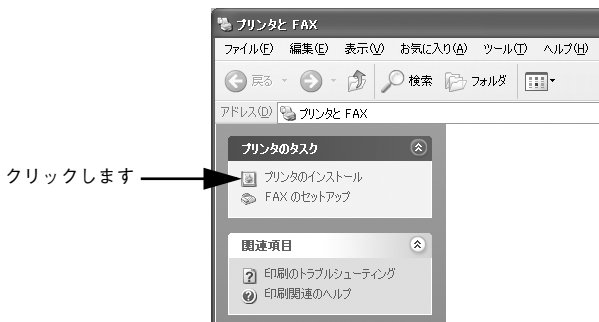 プリンタと FAX
ファイル(F) 編集(E) 表示(V) お気に入り(A) ツール(T) ヘルプ(H)
戻る 検索 フォルダ
アドレス(D) プリンタと FAX
プリンタのタスク
クリックします
プリンタのインストール
FAX のセットアップ
関連項目
印刷のトラブルシューティング
印刷関連のヘルプ